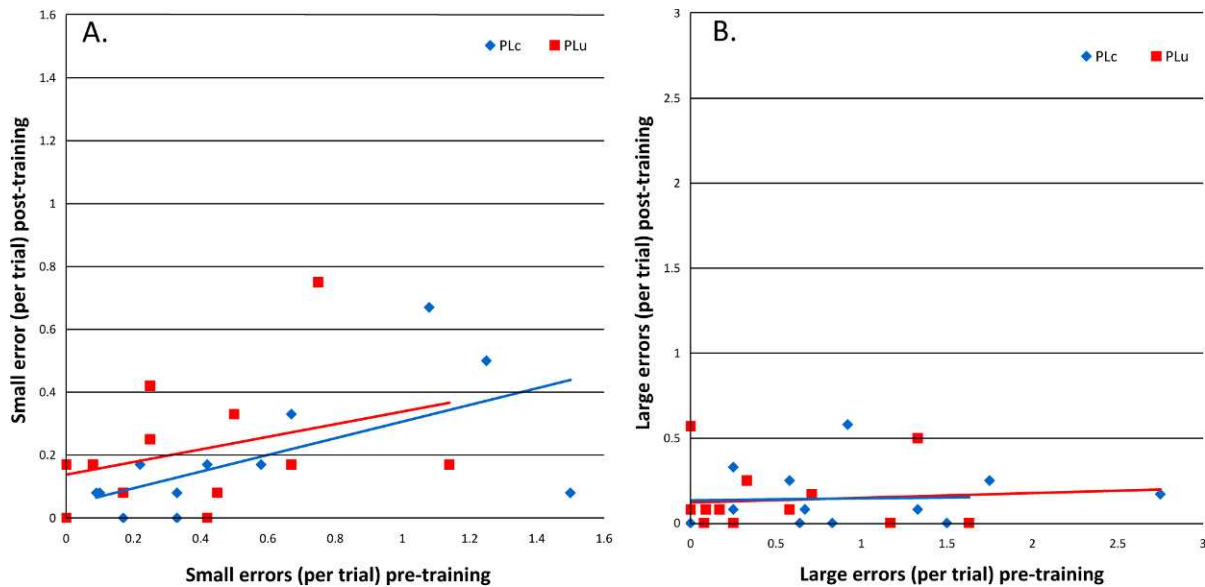 A.
PLc PLu
1.6
1.4
1.2
1
0.8
0.6
0.4
0.2
0
0 0.2 0.4 0.6 0.8 1 1.2 1.4 1.6
Small error (per trial) post-training
Small errors (per trial) pre-training
B.
PLc PLu
3
2.5
2
1.5
1
0.5
0
0 0.5 1 1.5 2 2.5 3
Large errors (per trial) post-training
Large errors (per trial) pre-training